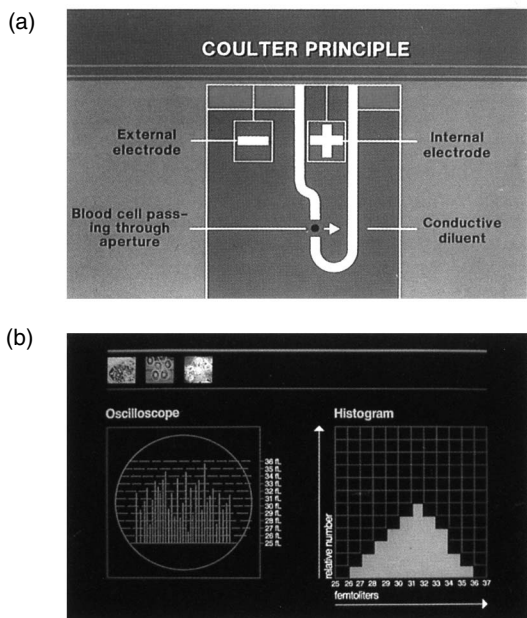 (a)
COULTER PRINCIPLE
External
electrode
Internal
electrode
Blood cell pass-
ing through
aperture
Conductive
diluent
(b)
Oscilloscope
36 fL
35 fL
34 fL
33 fL
32 fL
31 fL
30 fL
29 fL
28 fL
27 fL
26 fL
25 fL
Histogram
relative number
25 26 27 28 29 30 31 32 33 34 35 36 37
femtoliters